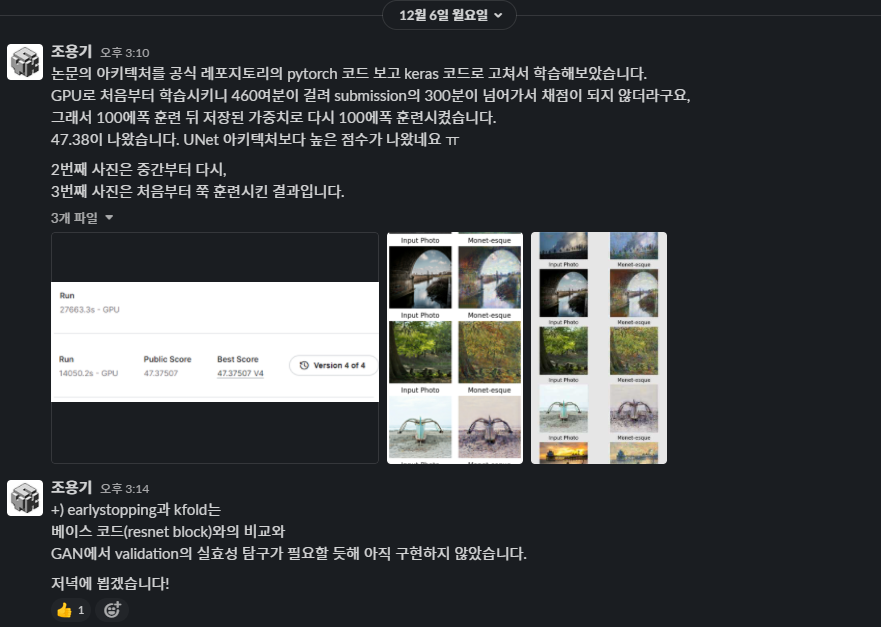 12월 6일 월요일
조용기 오후 3:10
논문의 아키텍처를 공식 레포지토리의 pytorch 코드 보고 keras 코드로 고쳐서 학습해보았습니다.
GPU로 처음부터 학습시키니 460여분이 걸려 submission의 300분이 넘어가서 채점이 되지 않더라구요,
그래서 100에폭 훈련 뒤 저장된 가중치로 다시 100에폭 훈련시켰습니다.
47.38이 나왔습니다. UNet 아키텍처보다 높은 점수가 나왔네요 ㅠ
2번째 사진은 중간부터 다시,
3번째 사진은 처음부터 쭉 훈련시킨 결과입니다.
3개 파일
Run
27663.3s - GPU
Run Public Score Best Score
14050.2s - GPU 47.37507 47.37507 V4
Version 4 of 4
Input Photo Monet-esque
Input Photo Monet-esque
Input Photo Monet-esque
Input Photo Monet-esque
Input Photo Monet-esque
Input Photo Monet-esque
Input Photo Monet-esque
조용기 오후 3:14
+) earlystopping과 kfold는
베이스 코드(resnet block)와의 비교와
GAN에서 validation의 실효성 탐구가 필요할 듯해 아직 구현하지 않았습니다.
저녁에 뵙겠습니다!
1